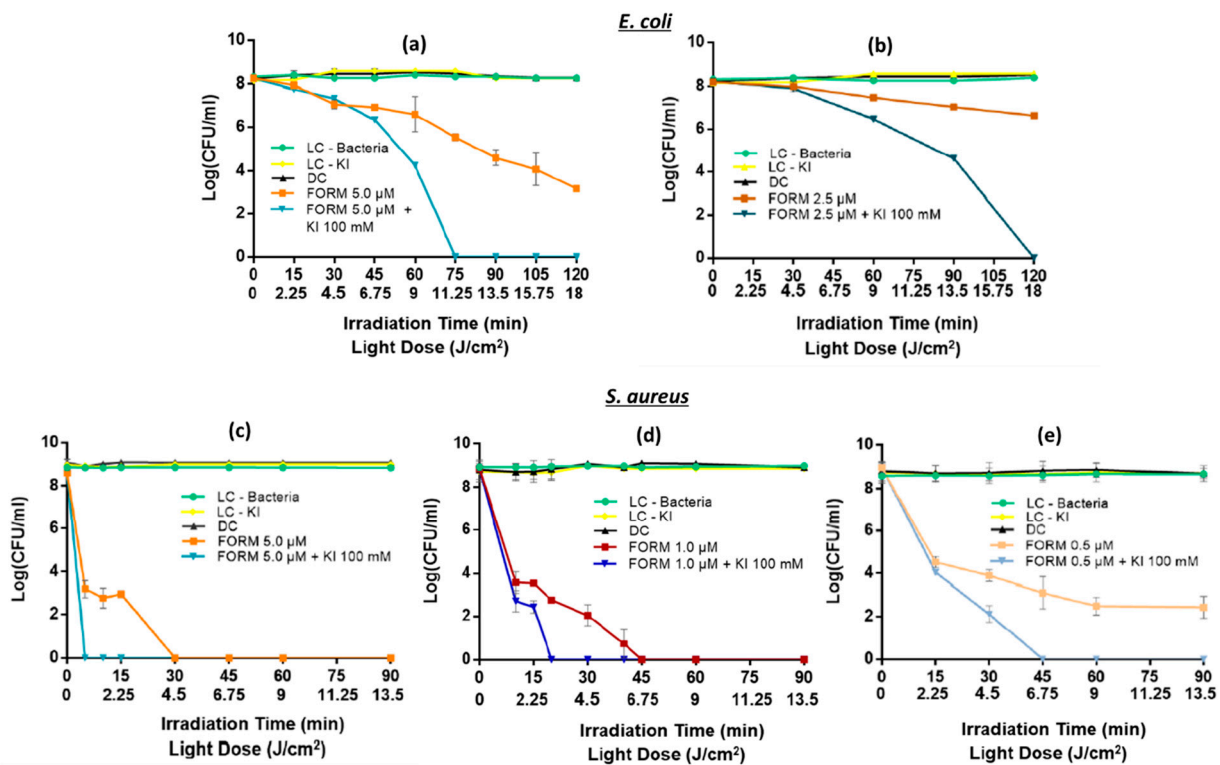 E. coli
(a)
10
8
6
4
2
0
Log(CFU/ml)
LC - Bacteria
LC - KI
DC
FORM 5.0 µM
FORM 5.0 µM +
KI 100 mM
0 15 30 45 60 75 90 105 120
0 2.25 4.5 6.75 9 11.25 13.5 15.75 18
Irradiation Time (min)
Light Dose (J/cm²)
(b)
10
8
6
4
2
0
Log(CFU/ml)
LC - Bacteria
LC - KI
DC
FORM 2.5 µM
FORM 2.5 µM + KI 100 mM
0 15 30 45 60 75 90 105 120
0 2.25 4.5 6.75 9 11.25 13.5 15.75 18
Irradiation Time (min)
Light Dose (J/cm²)
S. aureus
(c)
10
8
6
4
2
0
Log(CFU/ml)
LC - Bacteria
LC - KI
DC
FORM 5.0 µM
FORM 5.0 µM + KI 100 mM
0 15 30 45 60 75 90
0 2.25 4.5 6.75 9 11.25 13.5
Irradiation Time (min)
Light Dose (J/cm²)
(d)
10
8
6
4
2
0
Log(CFU/ml)
LC - Bacteria
LC - KI
DC
FORM 1.0 µM
FORM 1.0 µM + KI 100 mM
0 15 30 45 60 75 90
0 2.25 4.5 6.75 9 11.25 13.5
Irradiation Time (min)
Light Dose (J/cm²)
(e)
10
8
6
4
2
0
Log(CFU/ml)
LC - Bacteria
LC - KI
DC
FORM 0.5 µM
FORM 0.5 µM + KI 100 mM
0 15 30 45 60 75 90
0 2.25 4.5 6.75 9 11.25 13.5
Irradiation Time (min)
Light Dose (J/cm²)